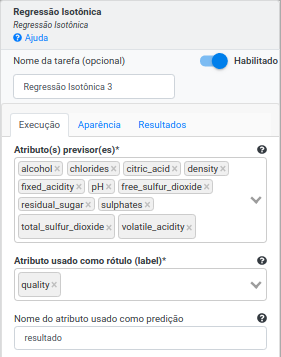 Regressão Isotônica
Regressão Isotônica
Ajuda
Nome da tarefa (opcional)
Habilitado
Regressão Isotônica 3
Execução Aparência Resultados
Atributo(s) previsor(es)*
alcohol × chlorides × citric_acid × density ×
fixed_acidity × pH × free_sulfur_dioxide ×
residual_sugar × sulphates ×
total_sulfur_dioxide × volatile_acidity ×
Atributo usado como rótulo (label)*
quality ×
Nome do atributo usado como predição
resultado